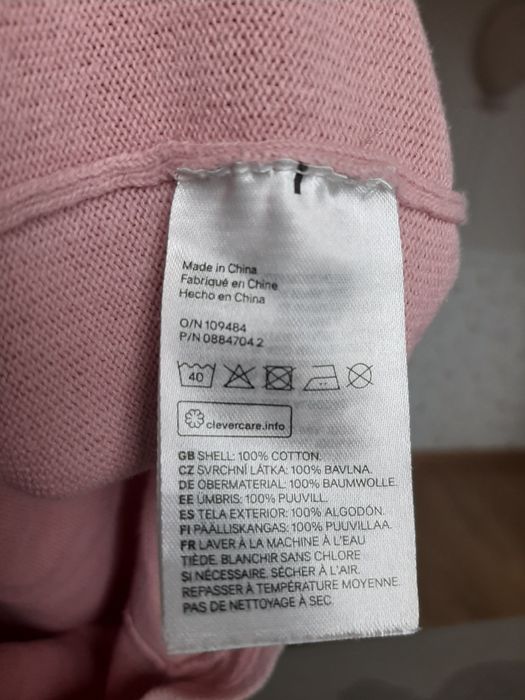 Made in China
Fabriqué en Chine
Hecho en China
O/N 109484
P/N 0884704 2
40
clevercare.info
GB SHELL: 100% COTTON.
CZ SVRCHNÍ LÁTKA: 100% BAVLNA.
DE OBERMATERIAL: 100% BAUMWOLLE.
EE ÜMBRIS: 100% PUUVILL.
ES TELA EXTERIOR: 100% ALGODÓN.
FI PÄÄLLISKANGAS: 100% PUUVILLAA.
FR LAVER À LA MACHINE À L'EAU
TIÈDE. BLANCHIR SANS CHLORE
SI NÉCESSAIRE. SÉCHER À L'AIR.
REPASSER À TEMPÉRATURE MOYENNE.
PAS DE NETTOYAGE À SEC.